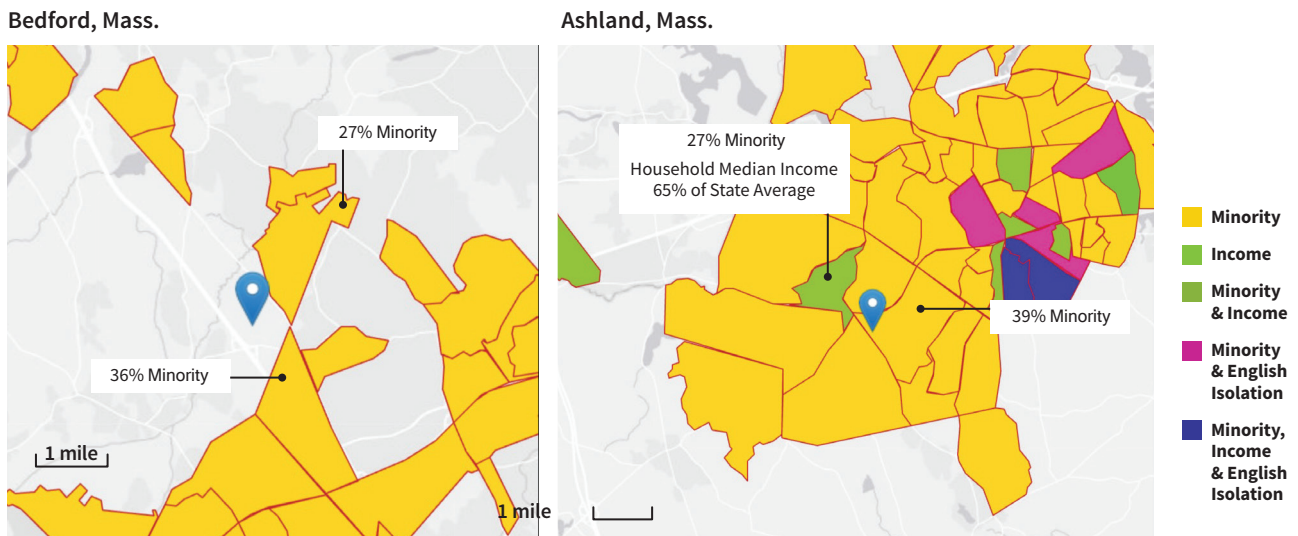 Bedford, Mass.
27% Minority
36% Minority
1 mile
Ashland, Mass.
27% Minority
Household Median Income
65% of State Average
39% Minority
1 mile
Minority
Income
Minority
& Income
Minority
& English
Isolation
Minority,
Income
& English
Isolation